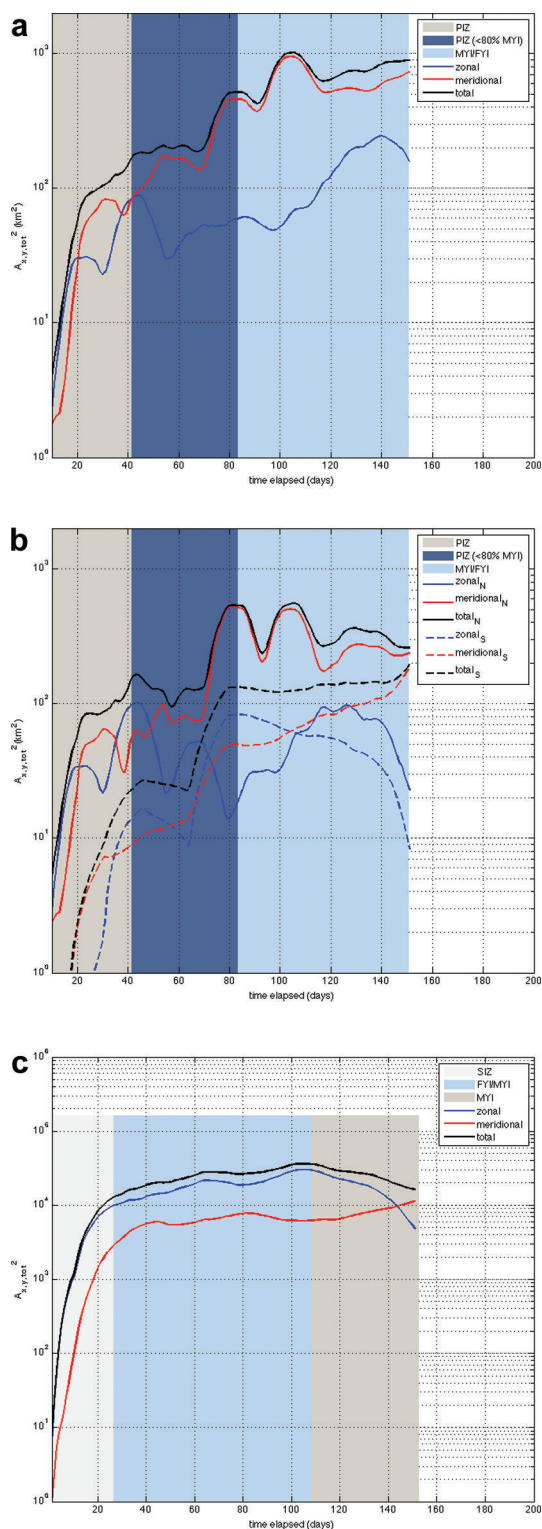 a
10³
10²
10¹
10⁰
A x,y,tot ² (km²)
20 40 60 80 100 120 140 160 180 200
time elapsed (days)
PIZ
PIZ (<80% MYI)
MYI/FYI
zonal
meridional
total
b
10³
10²
10¹
10⁰
A x,y,tot ² (km²)
20 40 60 80 100 120 140 160 180 200
time elapsed (days)
PIZ
PIZ (<80% MYI)
MYI/FYI
zonal N
meridional N
total N
zonal S
meridional S
total S
c
10⁶
10⁶
10⁴
10³
10²
10¹
10⁰
A x,y,tot ²
20 40 60 80 100 120 140 160 180 200
time elapsed (days)
SIZ
FYI/MYI
MYI
zonal
meridional
total